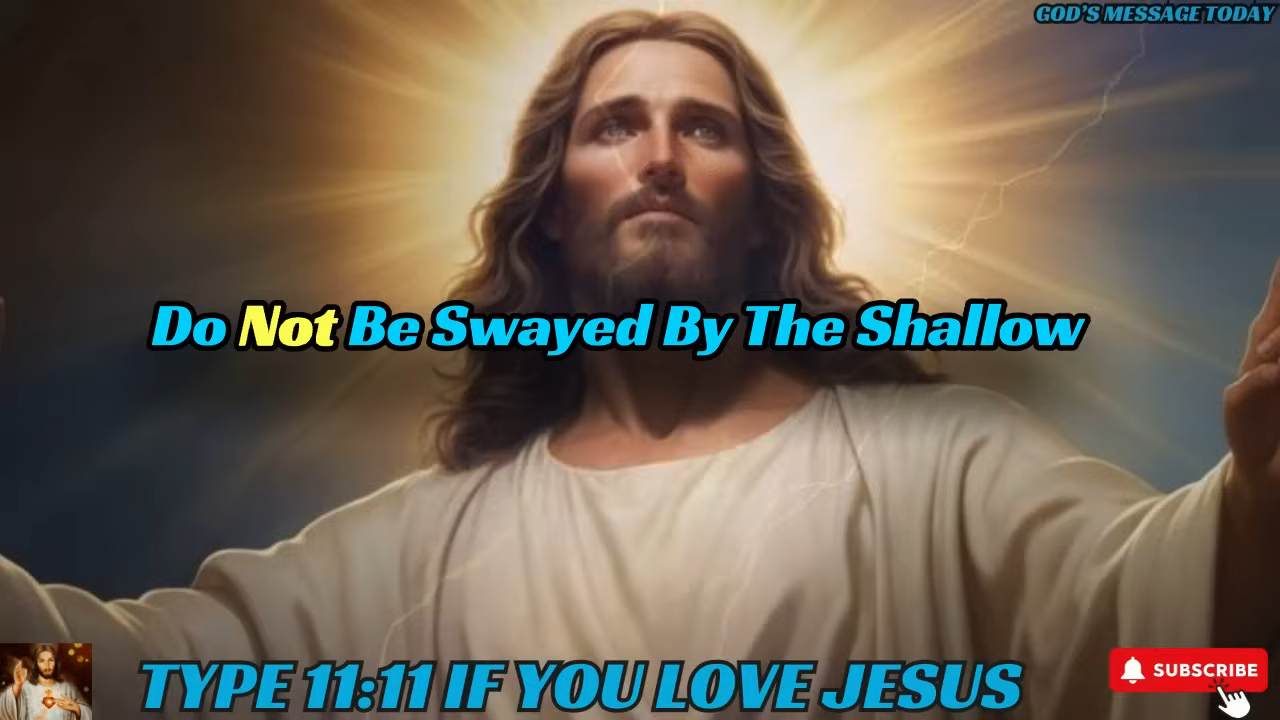 GOD'S MESSAGE TODAY
Do Not Be Swayed By The Shallow
TYPE 11:11 IF YOU LOVE JESUS
SUBSCRIBE